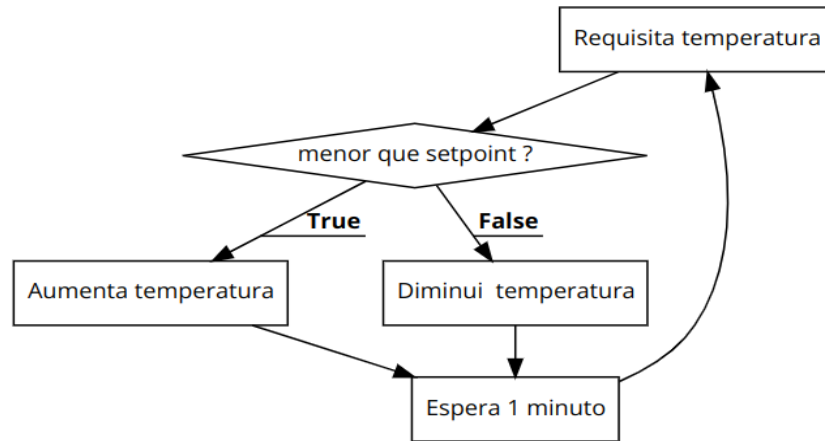 Requisita temperatura
menor que setpoint ?
True
False
Aumenta temperatura
Diminui  temperatura
Espera 1 minuto